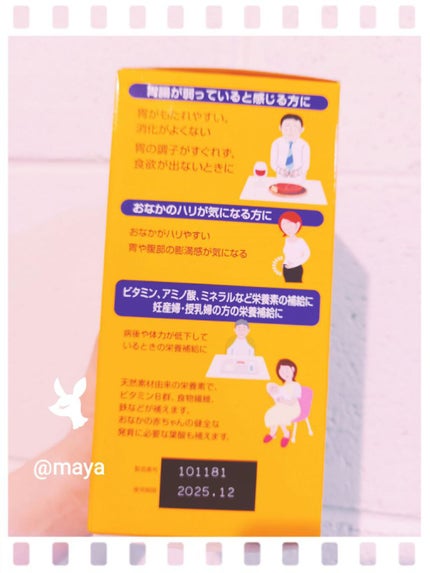 胃腸が弱っていると感じる方に
胃がもたれやすい、
消化がよくない
胃の調子がすぐれず、
食欲が出ないときに
おなかのハリが気になる方に
おなかがハリやすい
胃や腹部の膨満感が気になる
ビタミン、アミノ酸、ミネラルなど栄養素の補給に
妊産婦・授乳婦の方の栄養補給に
病後や体力が低下して
いるときの栄養補給に
天然素材由来の栄養素で、
ビタミンB群、食物繊維、
鉄などが補えます。
おなかの赤ちゃんの健全な
発育に必要な葉酸も補えます。
製造番号 101181
使用期限 2025.12
@maya